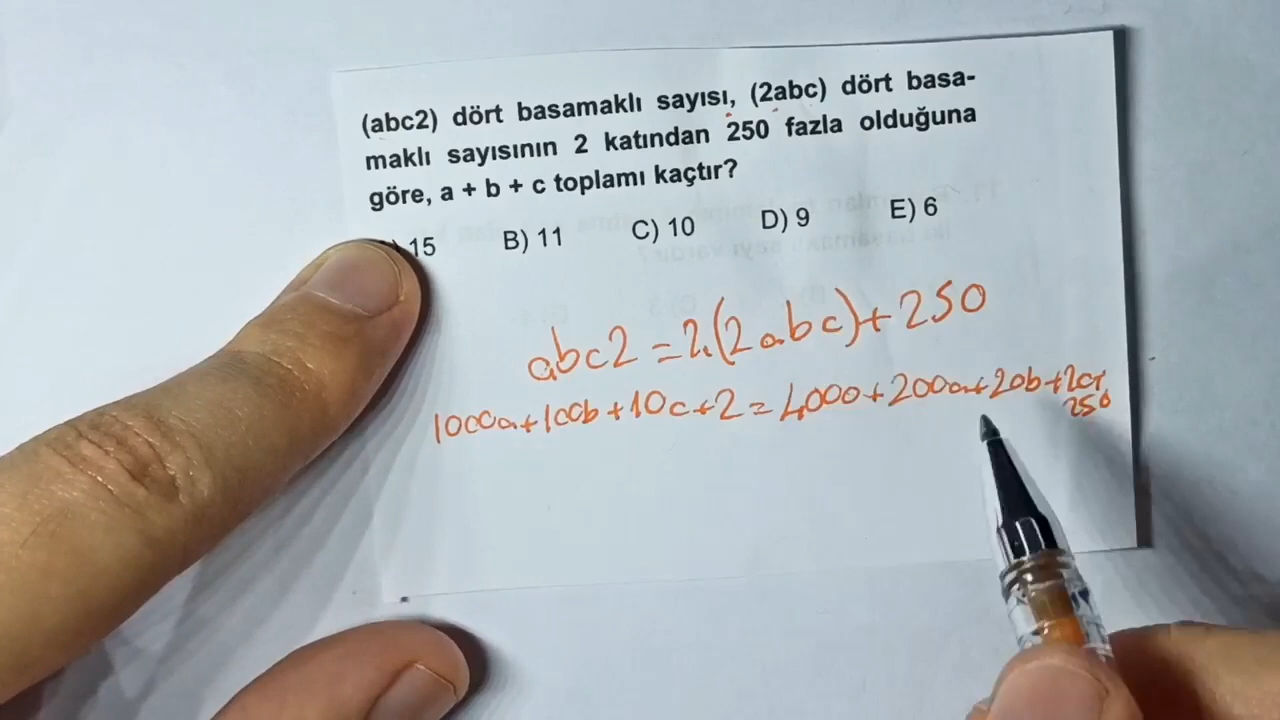 (abc2) dört basamaklı sayısı, (2abc) dört basa-
maklı sayısının 2 katından 250 fazla olduğuna
göre, a + b + c toplamı kaçtır?
) 15 B) 11 C) 10 D) 9 E) 6
abc2 = 2.(2abc)+250
1000a+100b+10c+2=4000+200a+20b+2c+
250